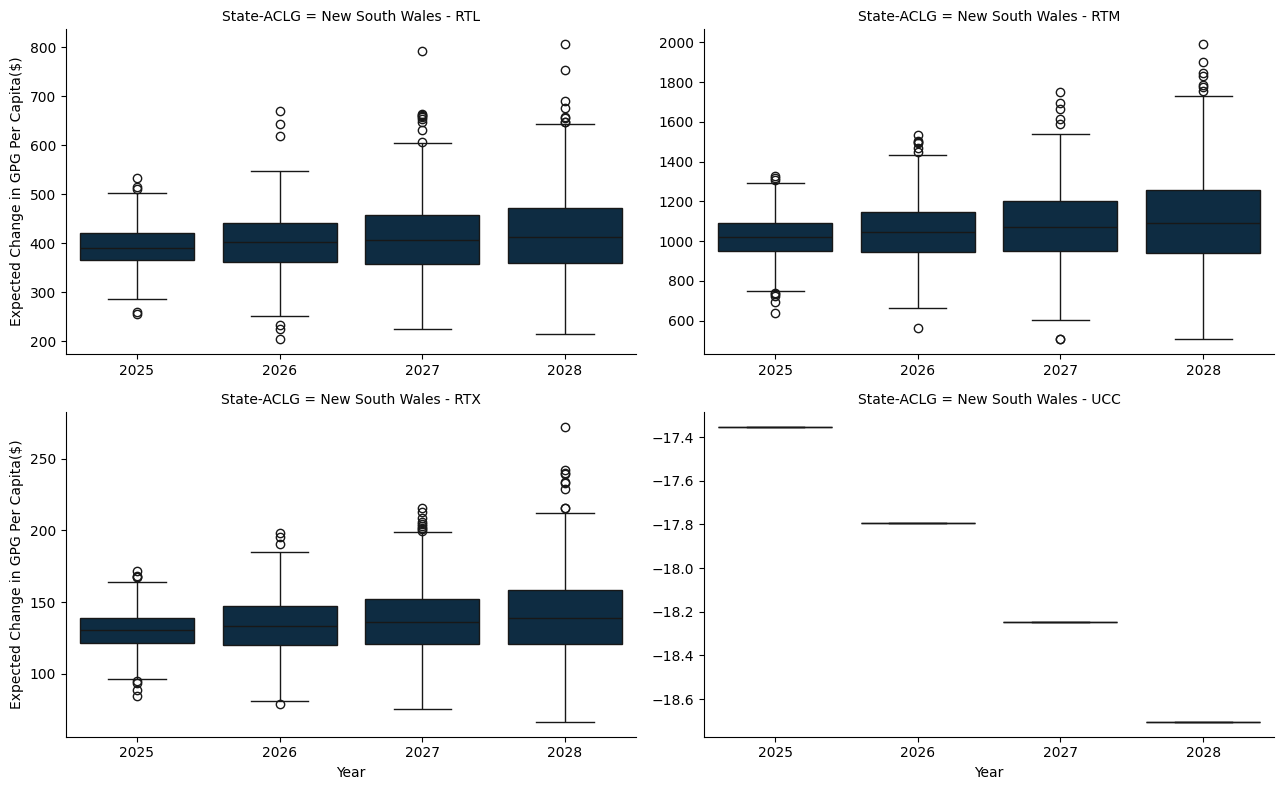 State-ACLG = New South Wales - RTL
Expected Change in GPG Per Capita($)
800
700
600
500
400
300
200
2025 2026 2027 2028
State-ACLG = New South Wales - RTM
2000
1800
1600
1400
1200
1000
800
600
2025 2026 2027 2028
State-ACLG = New South Wales - RTX
Expected Change in GPG Per Capita($)
250
200
150
100
2025 2026 2027 2028
Year
State-ACLG = New South Wales - UCC
−17.4
−17.6
−17.8
−18.0
−18.2
−18.4
−18.6
2025 2026 2027 2028
Year